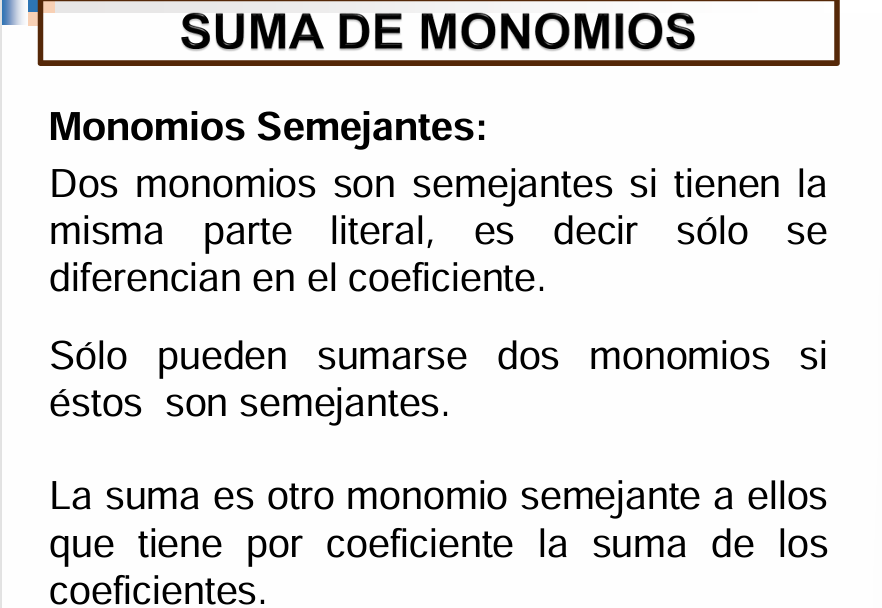 SUMA DE MONOMIOS
Monomios Semejantes:
Dos monomios son semejantes si tienen la
misma parte literal, es decir sólo se
diferencian en el coeficiente.
Sólo pueden sumarse dos monomios si
éstos son semejantes.
La suma es otro monomio semejante a ellos
que tiene por coeficiente la suma de los
coeficientes.